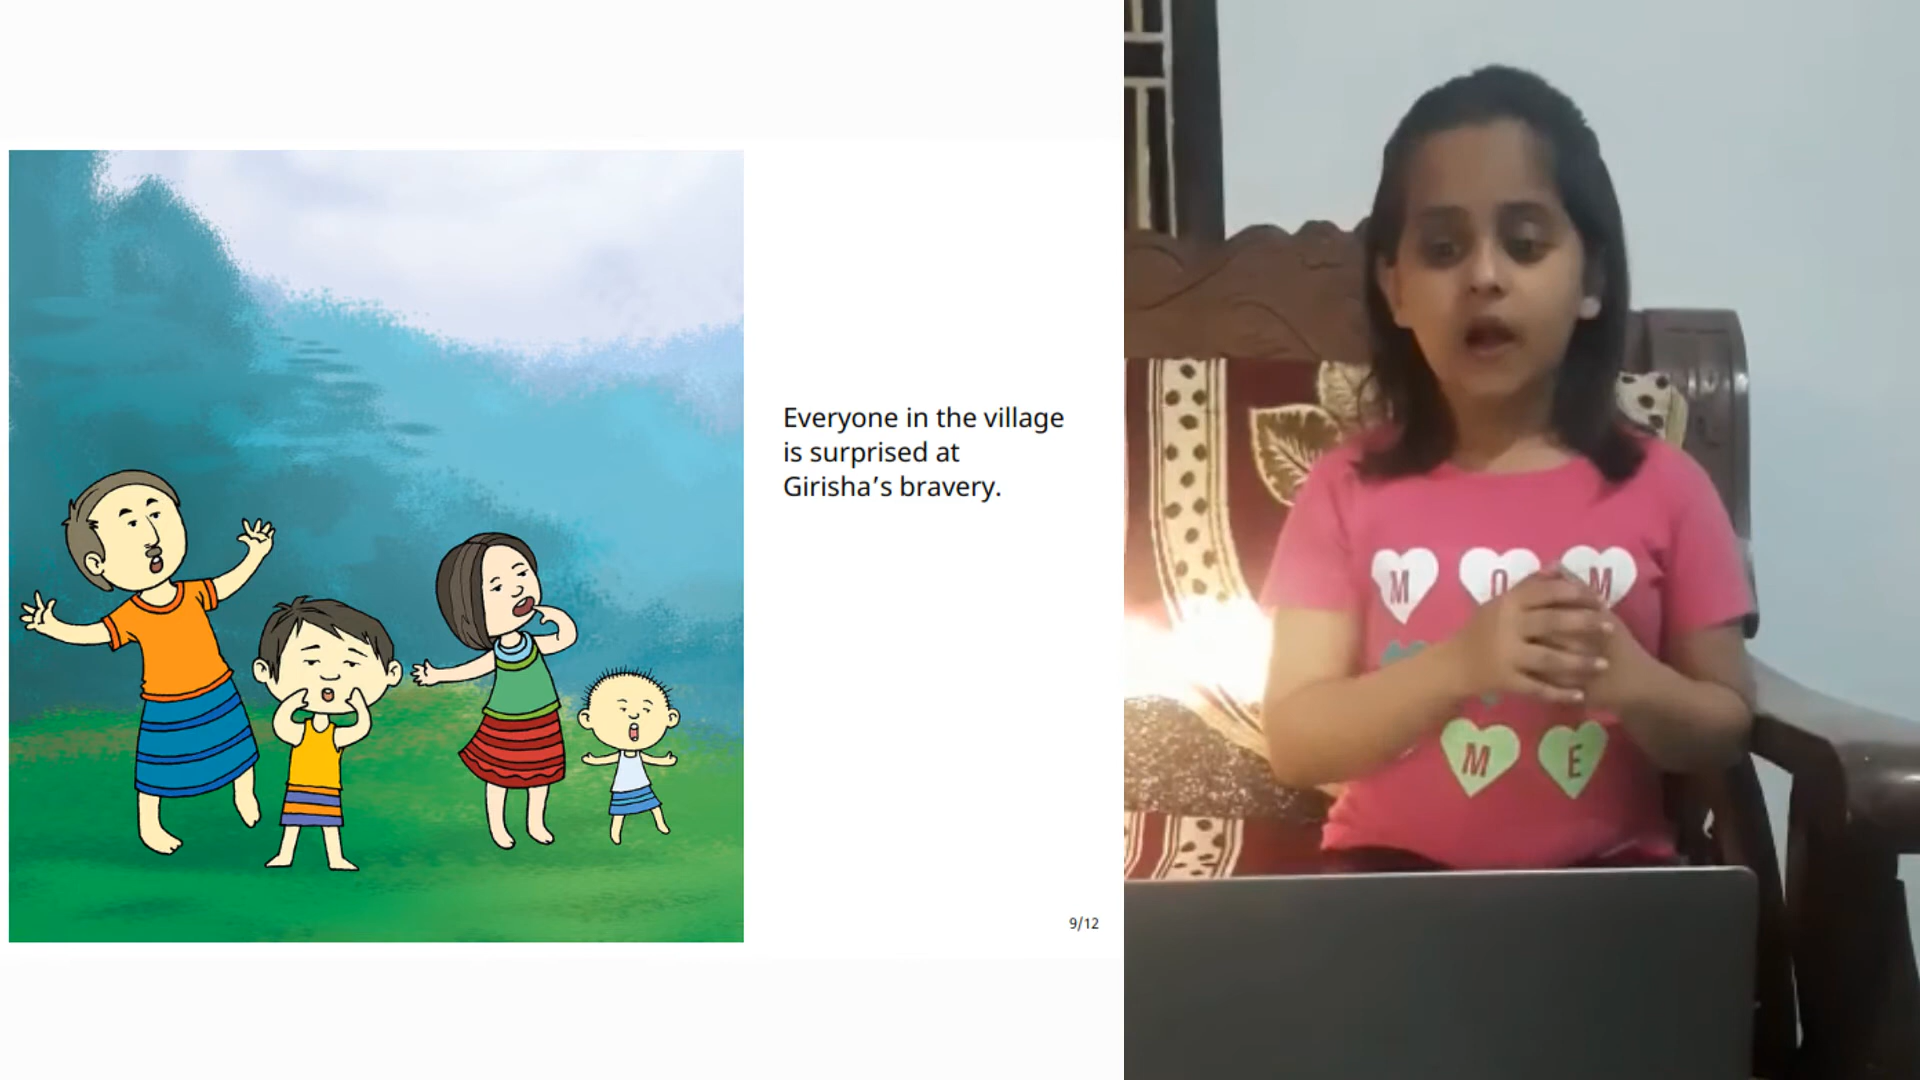 Everyone in the village
is surprised at
Girisha’s bravery.
9/12
M O M
M E